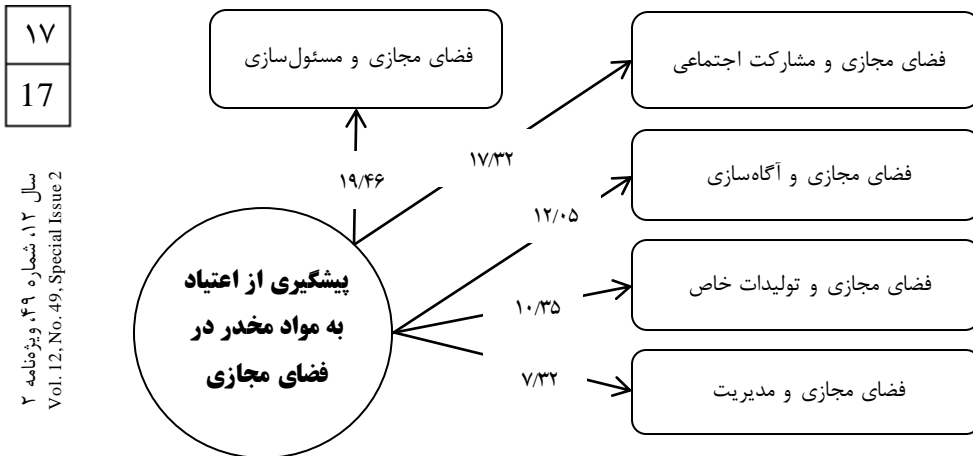 ۱۷
17
سال ۱۲، شماره ۴۹، ویژه‌نامه ۲
Vol. 12, No. 49, Special Issue 2
فضای مجازی و مسئول‌سازی
فضای مجازی و مشارکت اجتماعی
۱۷/۳۲
۱۹/۴۶
فضای مجازی و آگاه‌سازی
۱۲/۰۵
پیشگیری از اعتیاد
به مواد مخدر در
فضای مجازی
فضای مجازی و تولیدات خاص
۱۰/۳۵
فضای مجازی و مدیریت
۷/۳۲